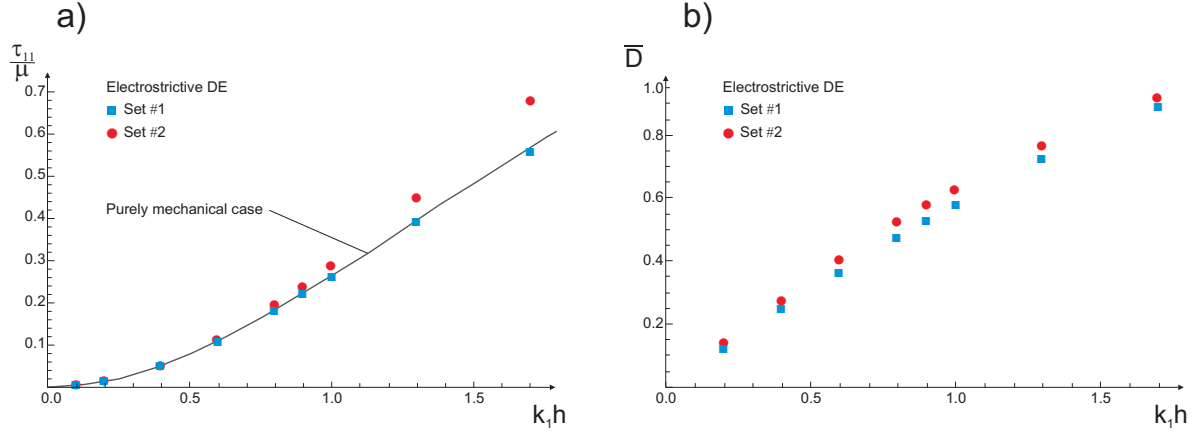 a)
τ11
μ
Electrostrictive DE
Set #1
Set #2
Purely mechanical case
0.7
0.6
0.5
0.4
0.3
0.2
0.1
0.0
0.5
1.0
1.5
k1h
b)
D̅
Electrostrictive DE
Set #1
Set #2
1.0
0.8
0.6
0.4
0.2
0.0
0.5
1.0
1.5
k1h